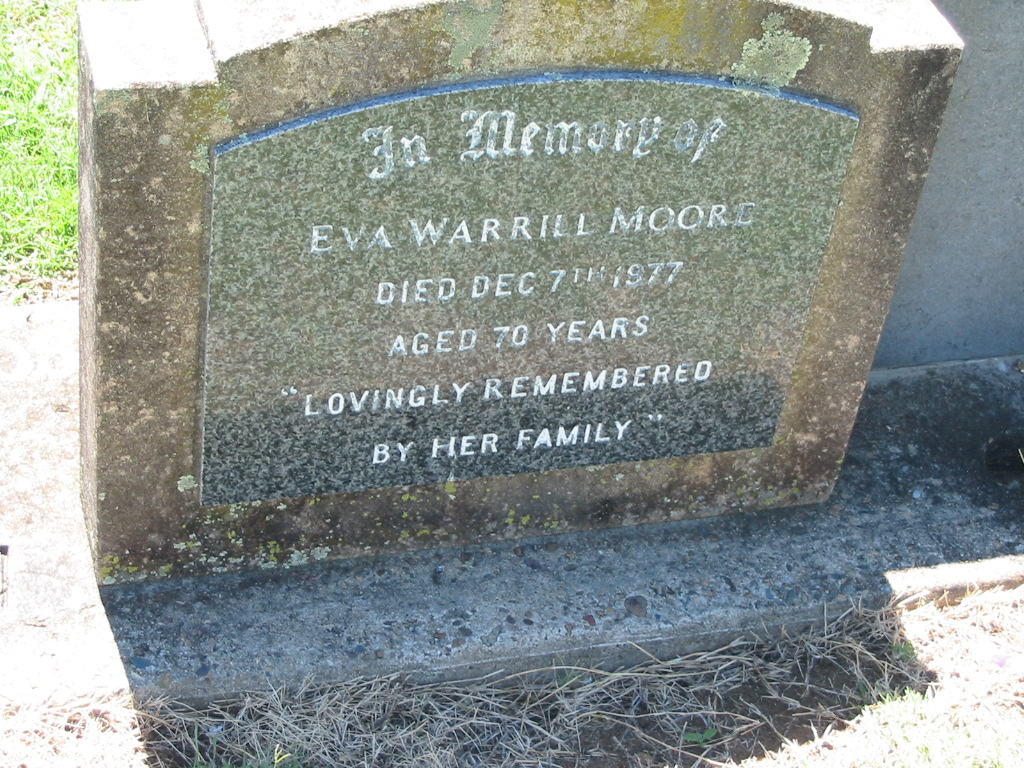 In Memory of
EVA WARRILL MOORE
DIED DEC 7TH 1977
AGED 70 YEARS
"LOVINGLY REMEMBERED
BY HER FAMILY"